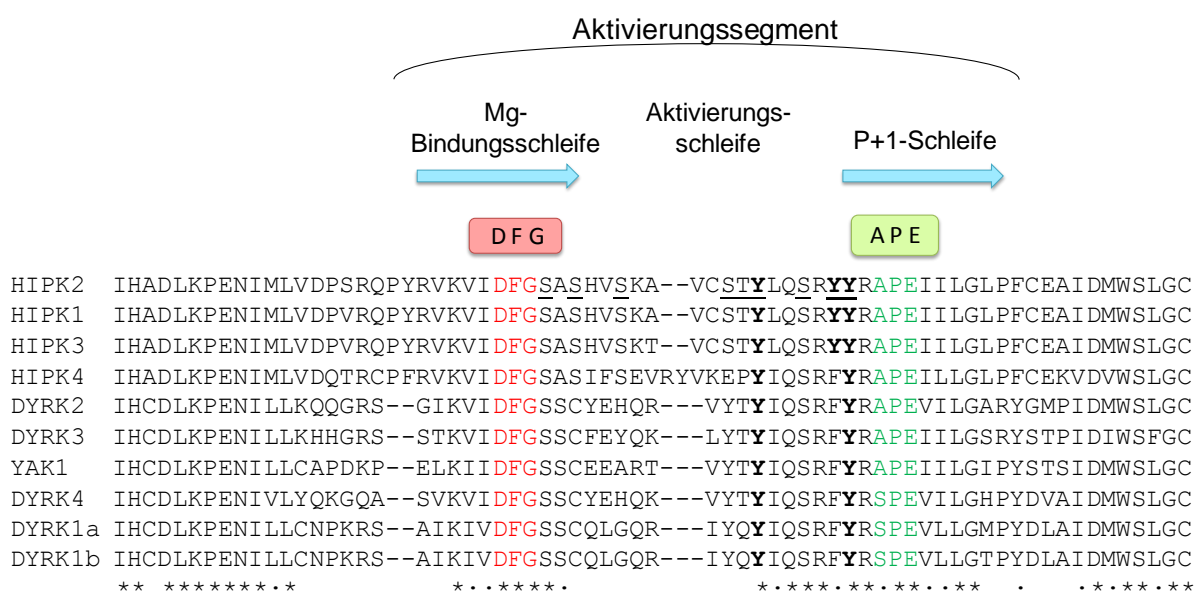 Aktivierungssegment
Mg-
Bindungsschleife
Aktivierungs-
schleife
P+1-Schleife
D F G
A P E
HIPK2 IHADLKPENIMLVDPSRQPYRVKVIDFGSASHVSKA--VCSTYLQSRYYRAPEIILGLPFCEAIDMWSLGC
HIPK1 IHADLKPENIMLVDPVRQPYRVKVIDFGSASHVSKA--VCSTYLQSRYYRAPEIILGLPFCEAIDMWSLGC
HIPK3 IHADLKPENIMLVDPVRQPYRVKVIDFGSASHVSKT--VCSTYLQSRYYRAPEIILGLPFCEAIDMWSLGC
HIPK4 IHADLKPENIMLVDQTRCPFRVKVIDFGSASIFSEVRYVKEPYIQSRFYRAPEILLGLPFCEKVDVWSLGC
DYRK2 IHCDLKPENILLKQQGRS--GIKVIDFGSSCYEHQR---VYTYIQSRFYRAPEVILGARYGMPIDMWSLGC
DYRK3 IHCDLKPENILLKHHGRS--STKVIDFGSSCFEYQK---LYTYIQSRFYRAPEIILGSRYSTPIDIWSFGC
YAK1 IHCDLKPENILLCAPDKP--ELKIIDFGSSCEEART---VYTYIQSRFYRAPEIILGIPYSTSIDMWSLGC
DYRK4 IHCDLKPENIVLYQKGQA--SVKVIDFGSSCYEHQK---VYTYIQSRFYRSPEVILGHPYDVAIDMWSLGC
DYRK1a IHCDLKPENILLCNPKRS--AIKIVDFGSSCQLGQR---IYQYIQSRFYRSPEVLLGMPYDLAIDMWSLGC
DYRK1b IHCDLKPENILLCNPKRS--AIKIVDFGSSCQLGQR---IYQYIQSRFYRSPEVLLGTPYDLAIDMWSLGC
** *******·* *··****· *·***·**·**·** · *·*·**·**